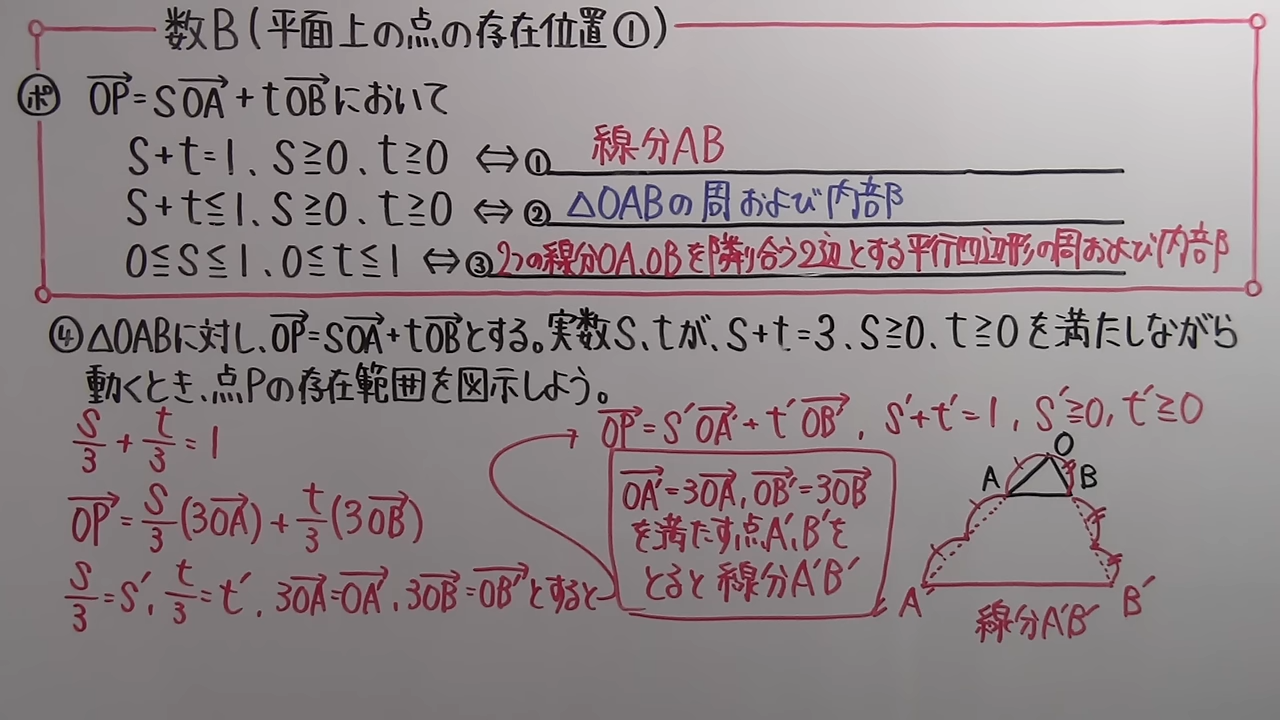 数B(平面上の点の存在位置①)
ポ OP→=sOA→+tOB→において
s+t=1、s≧0、t≧0 ⇔① 線分AB
s+t≦1、s≧0、t≧0 ⇔② △OABの周および内部
0≦s≦1、0≦t≦1 ⇔③ 2つの線分OA、OBを隣り合う2辺とする平行四辺形の周および内部
④△OABに対し、OP→=sOA→+tOB→とする。実数s、tが、s+t=3、s≧0、t≧0を満たしながら
動くとき、点Pの存在範囲を図示しよう。
s/3+t/3=1
OP→=s/3(3OA→)+t/3(3OB→)
s/3=s′、t/3=t′、3OA→=OA′→、3OB→=OB′→とすると
OP→=s′OA′→+t′OB′→, s′+t′=1, s′≧0, t′≧0
OA′→=3OA→, OB′→=3OB→
を満たす点A′、B′を
とると線分A′B′
O
A B
A′ B′
線分A′B′